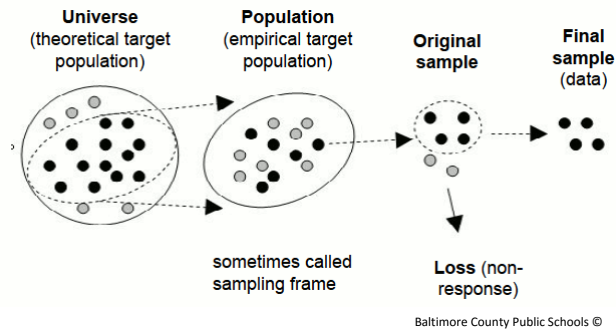 Universe
(theoretical target
population)
Population
(empirical target
population)
Original
sample
Final
sample
(data)
sometimes called
sampling frame
Loss (non-
response)
Baltimore County Public Schools ©